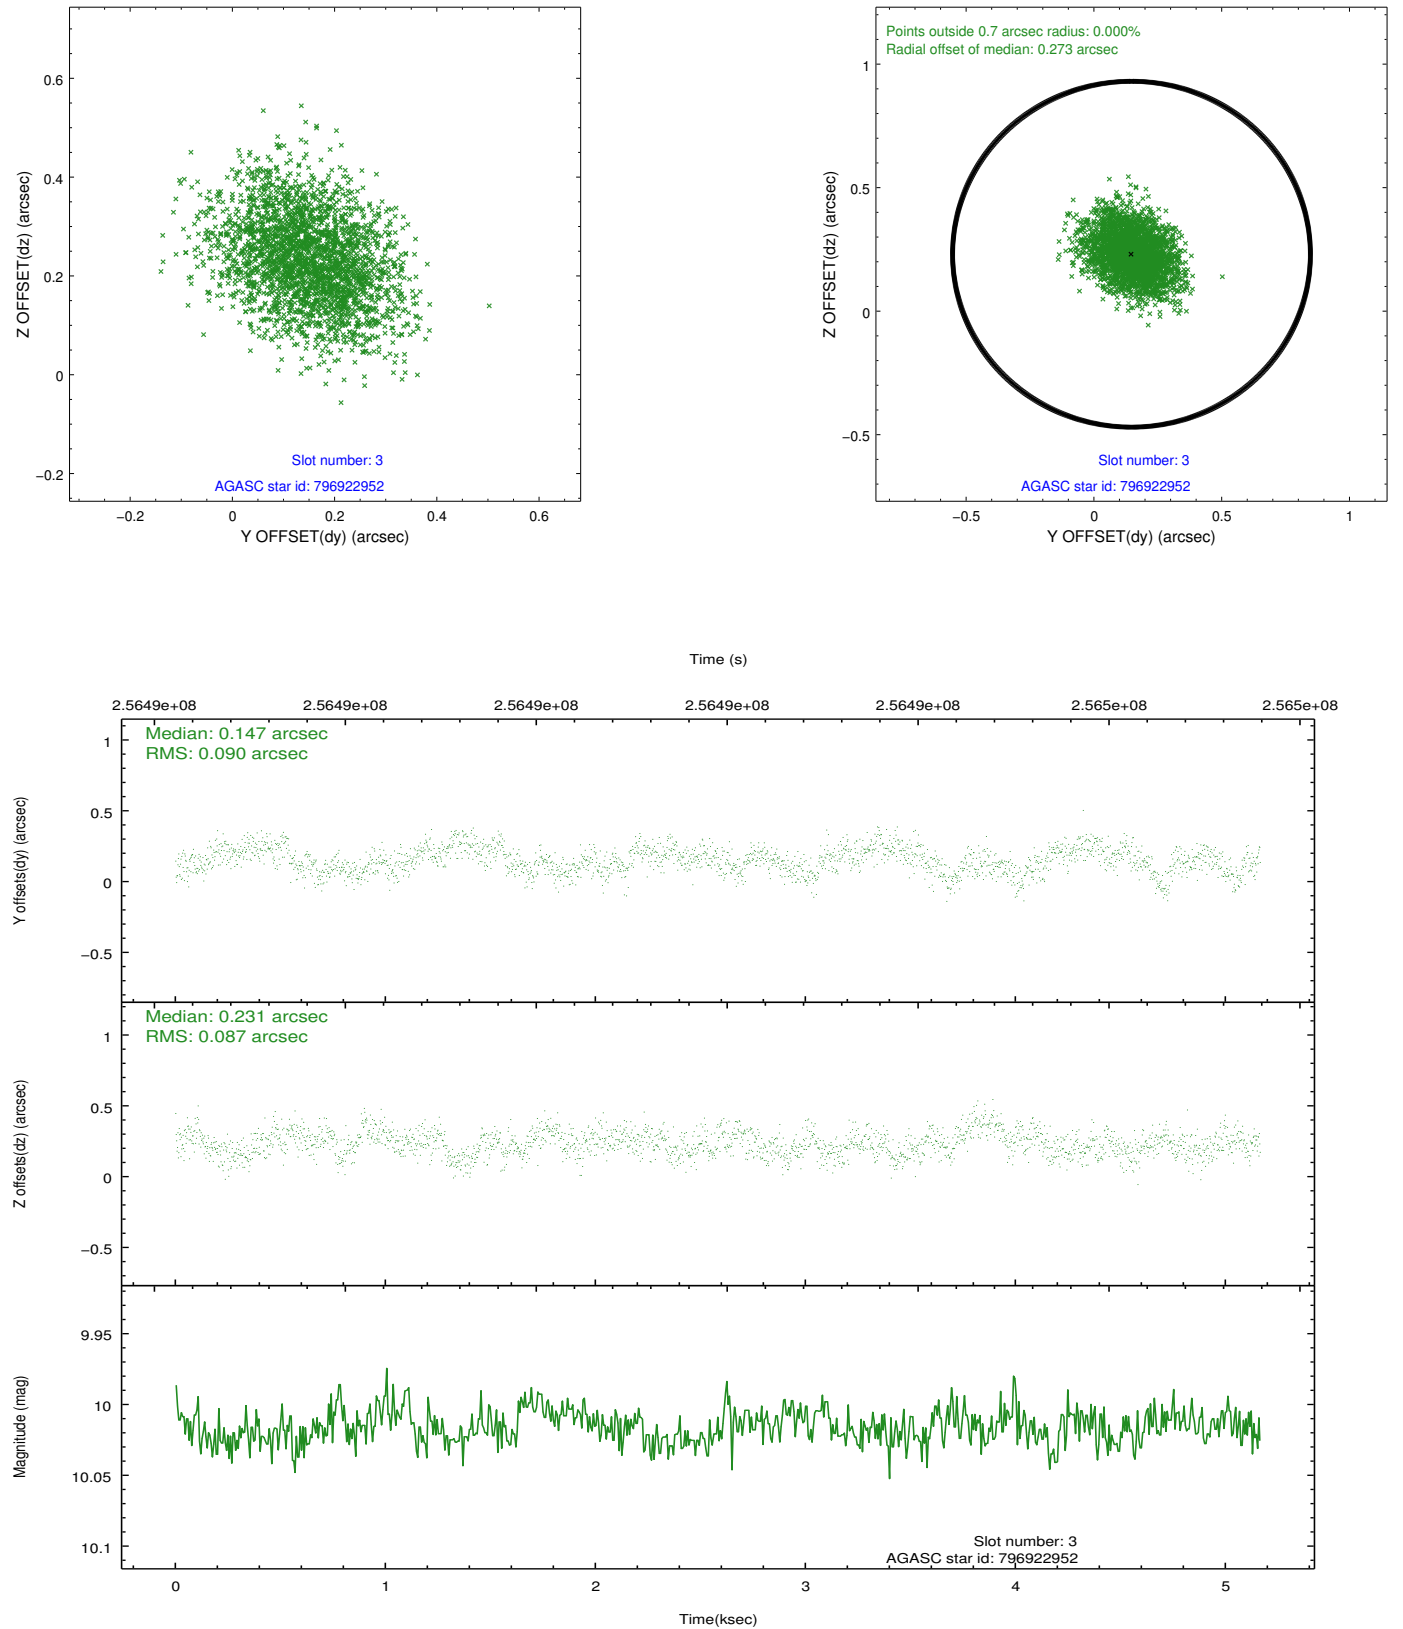 0.6
0.4
0.2
0
−0.2
−0.2
0
0.2
0.4
0.6
Z OFFSET(dz) (arcsec)
Y OFFSET(dy) (arcsec)
Slot number: 3
AGASC star id: 796922952
Points outside 0.7 arcsec radius: 0.000%
Radial offset of median: 0.273 arcsec
1
0.5
0
−0.5
−0.5
0
0.5
1
Z OFFSET(dz) (arcsec)
Y OFFSET(dy) (arcsec)
Slot number: 3
AGASC star id: 796922952
Time (s)
2.5649e+08
2.5649e+08
2.5649e+08
2.5649e+08
2.5649e+08
2.565e+08
2.565e+08
Median: 0.147 arcsec
RMS: 0.090 arcsec
1
0.5
0
−0.5
Y offsets(dy) (arcsec)
Median: 0.231 arcsec
RMS: 0.087 arcsec
1
0.5
0
−0.5
Z offsets(dz) (arcsec)
9.95
10
10.05
10.1
Magnitude (mag)
Slot number: 3
AGASC star id: 796922952
0
1
2
3
4
5
Time(ksec)